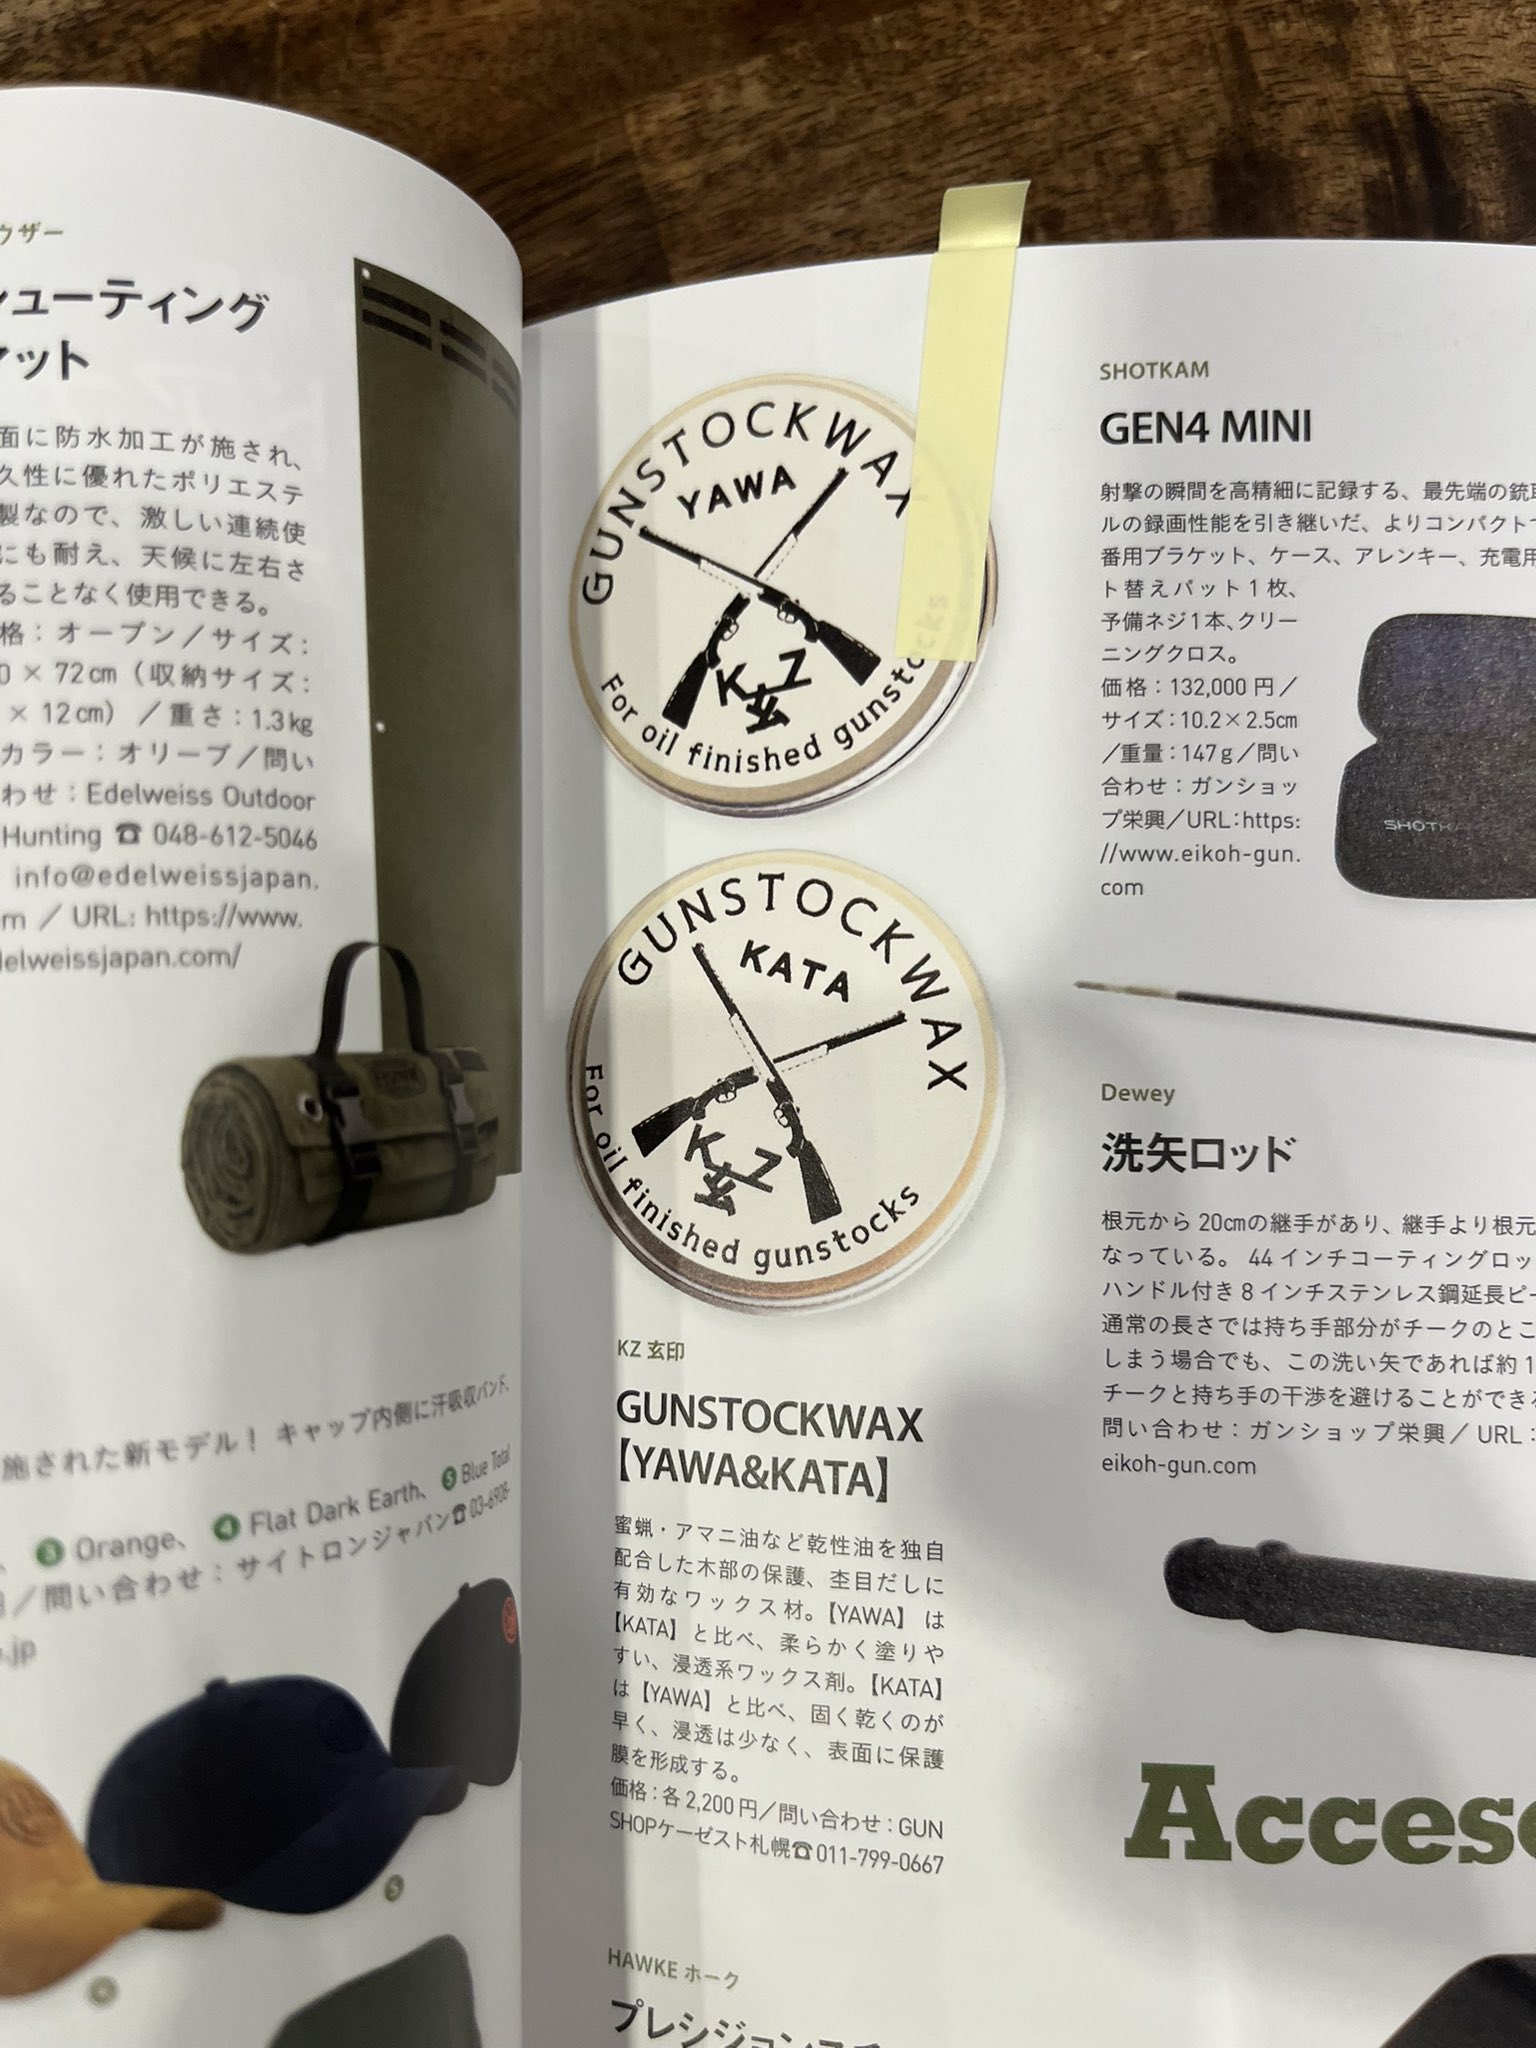 ウザー
シューティング
マット
面に防水加工が施され、
久性に優れたポリエステ
製なので、激しい連続使
にも耐え、天候に左右さ
ることなく使用できる。
格：オープン／サイズ：
0×72㎝（収納サイズ：
×12㎝）／重さ：1.3㎏
カラー：オリーブ／問い
わせ：Edelweiss Outdoor
Hunting ☎ 048-612-5046
info@edelweissjapan.
om／URL: https://www.
delweissjapan.com/
施された新モデル！ キャップ内側に汗吸収バンド、
、❸ Orange、 ❹ Flat Dark Earth、 ❺ Blue Total
／問い合わせ：サイトロンジャパン☎03-6908-
.jp
5
GUNSTOCKWAX
YAWA
KZ
玄
For oil finished gunstocks
GUNSTOCKWAX
KATA
KZ
玄
For oil finished gunstocks
KZ 玄印
GUNSTOCKWAX
【YAWA&KATA】
蜜蝋・アマニ油など乾性油を独自
配合した木部の保護、杢目だしに
有効なワックス材。【YAWA】は
【KATA】と比べ、柔らかく塗りや
すい、浸透系ワックス剤。【KATA】
は【YAWA】と比べ、固く乾くのが
早く、浸透は少なく、表面に保護
膜を形成する。
価格：各2,200円／問い合わせ：GUN
SHOPケーゼスト札幌☎011-799-0667
HAWKE ホーク
プレシジョン
SHOTKAM
GEN4 MINI
射撃の瞬間を高精細に記録する、最先端の銃
ルの録画性能を引き継いだ、よりコンパクトで
番用ブラケット、ケース、アレンキー、充電用
ト替えパット1枚、
予備ネジ1本、クリー
ニングクロス。
価格：132,000円／
サイズ：10.2×2.5㎝
／重量：147g／問い
合わせ：ガンショッ
プ栄興／URL:https:
//www.eikoh-gun.
com
SHOTKA
Dewey
洗矢ロッド
根元から20㎝の継手があり、継手より根元
なっている。 44インチコーティングロッ
ハンドル付き8インチステンレス鋼延長ピー
通常の長さでは持ち手部分がチークのとこ
しまう場合でも、この洗い矢であれば約1
チークと持ち手の干渉を避けることができる
問い合わせ：ガンショップ栄興／URL：
eikoh-gun.com
Acceso